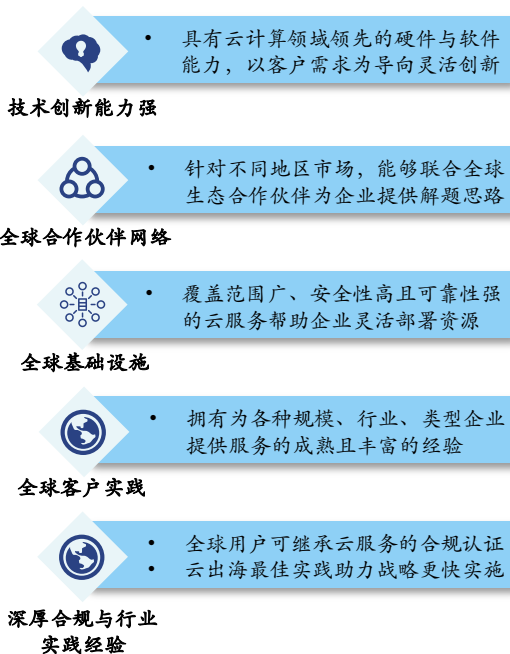 • 具有云计算领域领先的硬件与软件
能力，以客户需求为导向灵活创新
技术创新能力强
• 针对不同地区市场，能够联合全球
生态合作伙伴为企业提供解题思路
全球合作伙伴网络
• 覆盖范围广、安全性高且可靠性强
的云服务帮助企业灵活部署资源
全球基础设施
• 拥有为各种规模、行业、类型企业
提供服务的成熟且丰富的经验
全球客户实践
• 全球用户可继承云服务的合规认证
• 云出海最佳实践助力战略更快实施
深厚合规与行业
实践经验